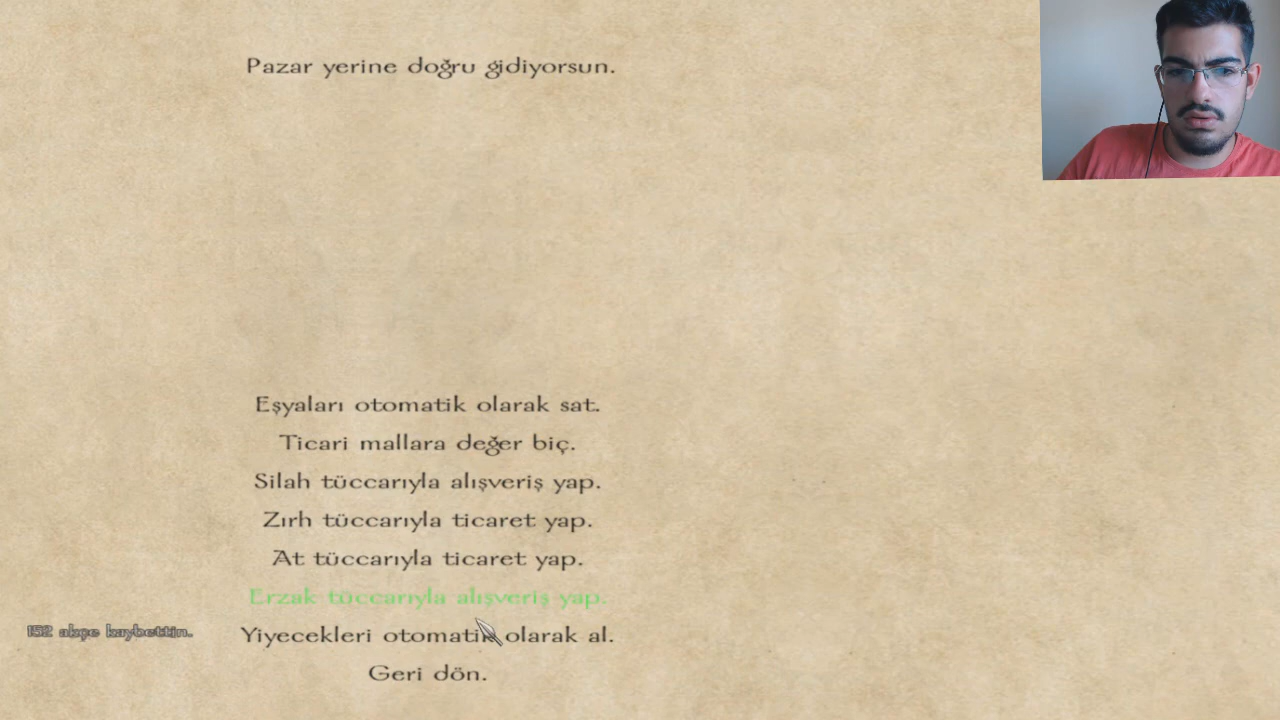 Pazar yerine doğru gidiyorsun.
Eşyaları otomatik olarak sat.
Ticari mallara değer biç.
Silah tüccarıyla alışveriş yap.
Zırh tüccarıyla ticaret yap.
At tüccarıyla ticaret yap.
Erzak tüccarıyla alışveriş yap.
152 akçe kaybettin.
Yiyecekleri otomatik olarak al.
Geri dön.